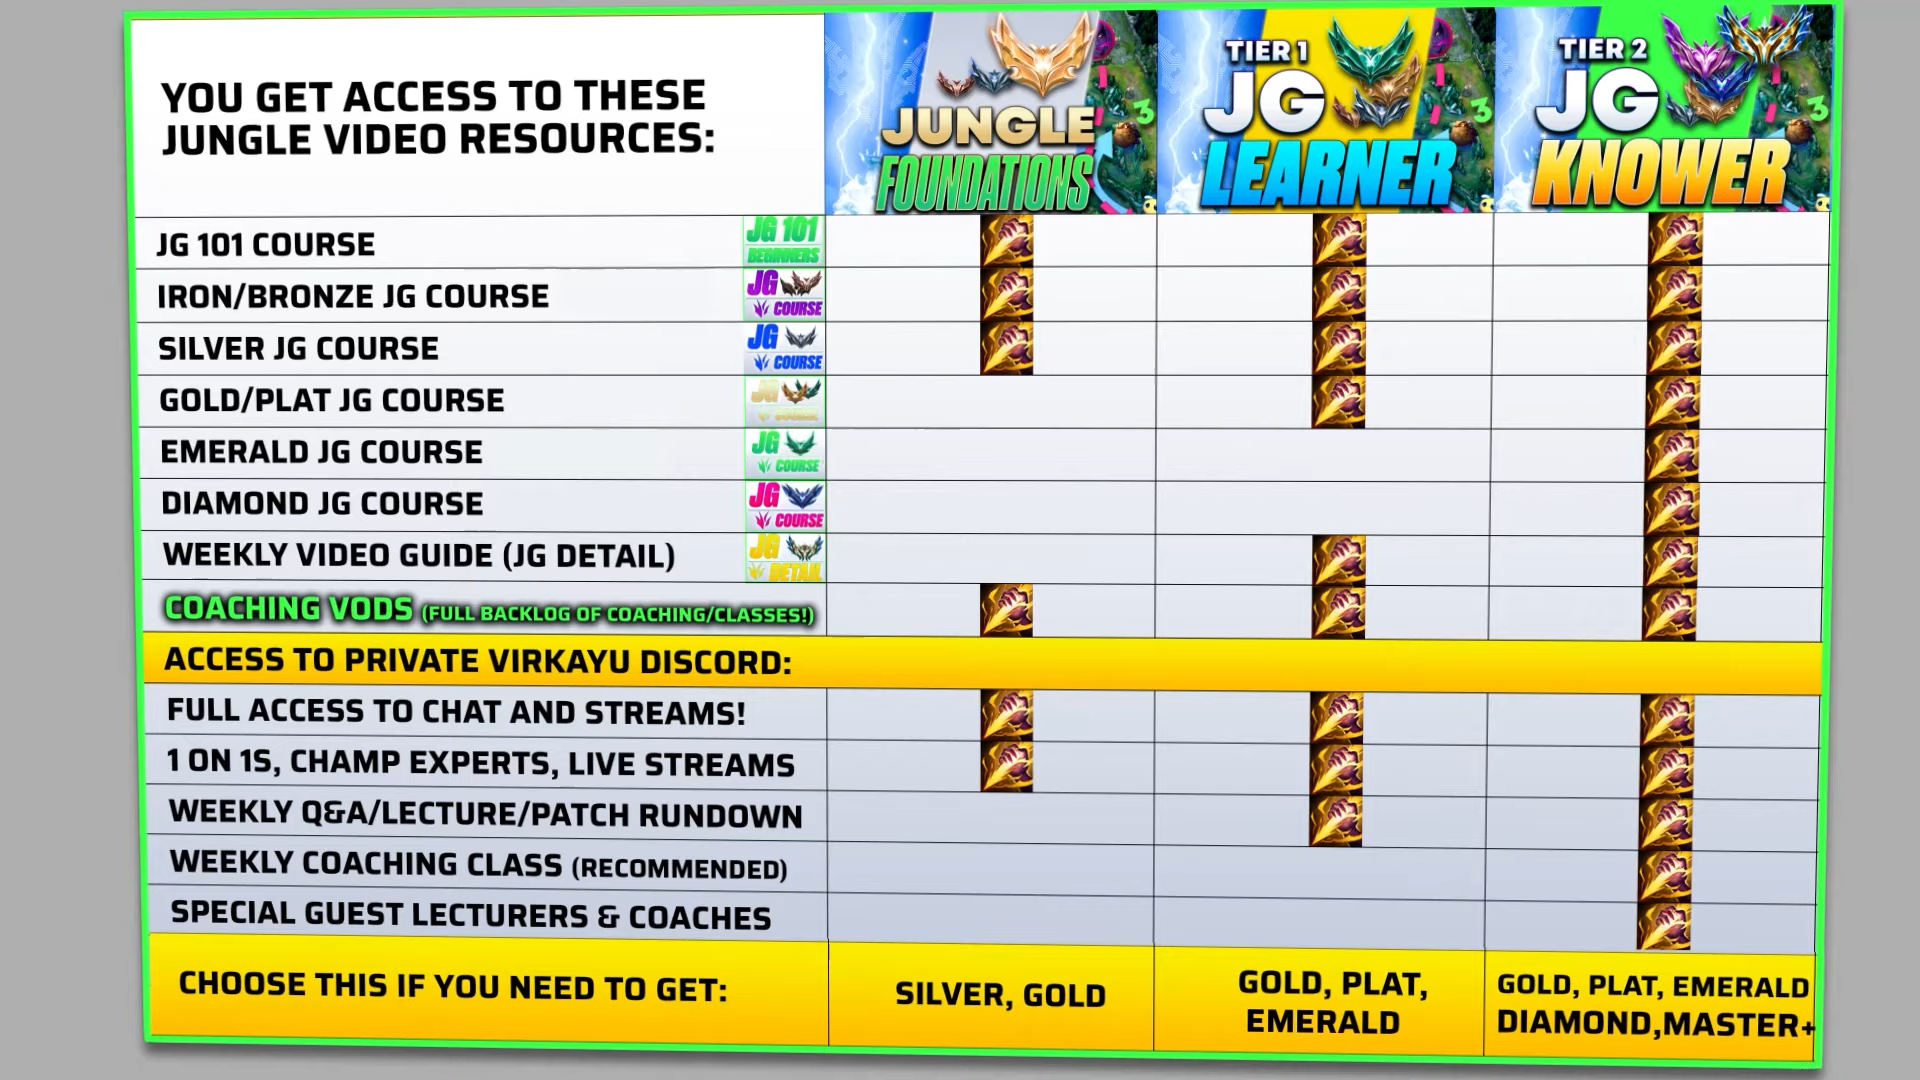 YOU GET ACCESS TO THESE
JUNGLE VIDEO RESOURCES:
JUNGLE
FOUNDATIONS
3
TIER 1
JG
LEARNER
3
TIER 2
JG
KNOWER
3
JG 101 COURSE
JG 101
BEGINNERS
IRON/BRONZE JG COURSE
JG
COURSE
SILVER JG COURSE
JG
COURSE
GOLD/PLAT JG COURSE
JG
COURSE
EMERALD JG COURSE
JG
COURSE
DIAMOND JG COURSE
JG
COURSE
WEEKLY VIDEO GUIDE (JG DETAIL)
JG
DETAIL
COACHING VODS (FULL BACKLOG OF COACHING/CLASSES!)
ACCESS TO PRIVATE VIRKAYU DISCORD:
FULL ACCESS TO CHAT AND STREAMS!
1 ON 1S, CHAMP EXPERTS, LIVE STREAMS
WEEKLY Q&A/LECTURE/PATCH RUNDOWN
WEEKLY COACHING CLASS (RECOMMENDED)
SPECIAL GUEST LECTURERS & COACHES
CHOOSE THIS IF YOU NEED TO GET:
SILVER, GOLD
GOLD, PLAT,
EMERALD
GOLD, PLAT, EMERALD
DIAMOND,MASTER+